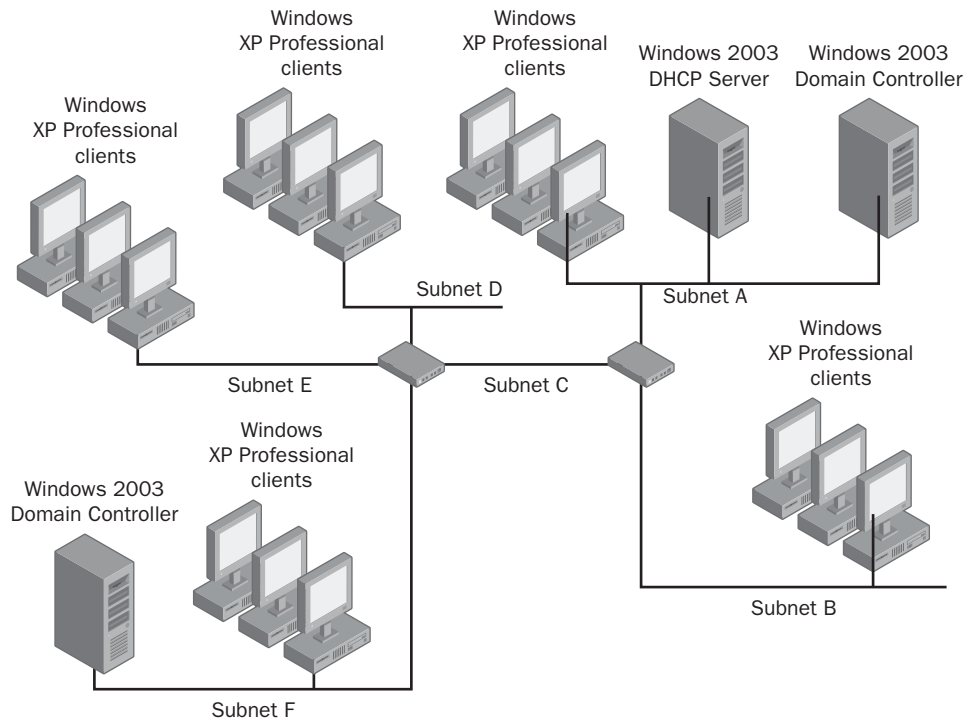 Windows
XP Professional
clients
Windows
XP Professional
clients
Windows 2003
DHCP Server
Windows 2003
Domain Controller
Windows
XP Professional
clients
Subnet D
Subnet A
Windows
XP Professional
clients
Subnet E
Subnet C
Windows
XP Professional
clients
Windows 2003
Domain Controller
Subnet B
Subnet F